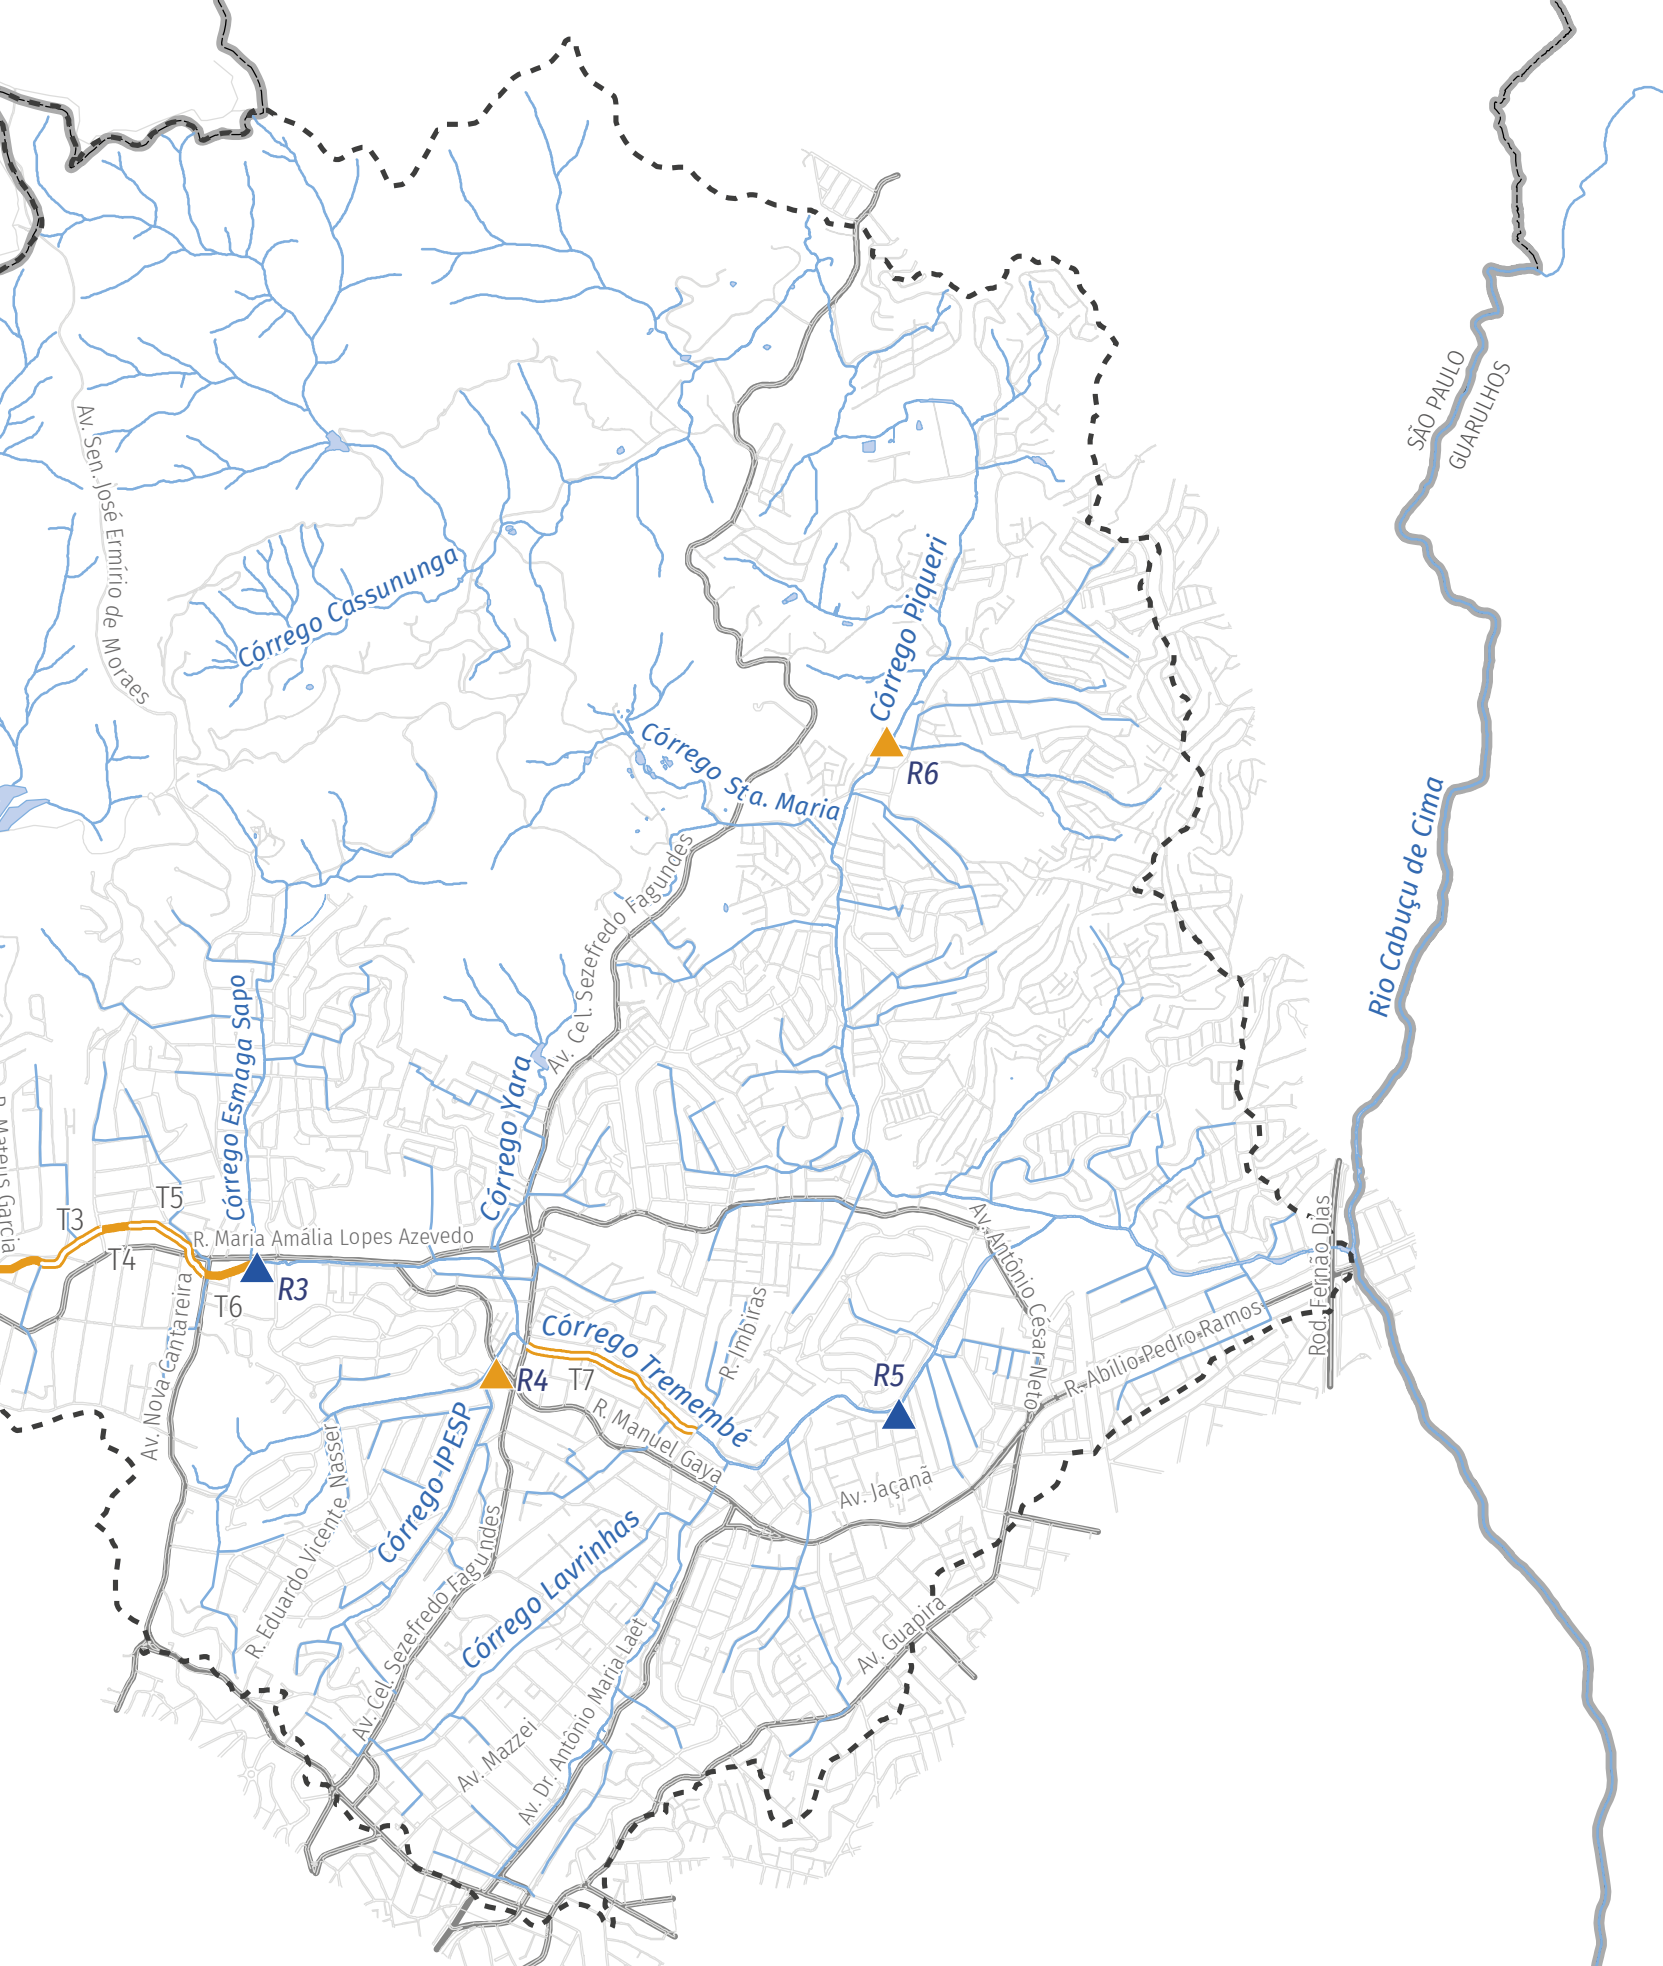 SÃO PAULO
GUARULHOS
Av. Sen. José Ermírio de Moraes
Córrego Cassununga
Córrego Piqueri
Córrego Sta. Maria
R6
Rio Cabuçu de Cima
Av. Cel. Sezefredo Fagundes
Córrego Esmaga Sapo
Córrego Yara
R. Mateus Garcia
T3
T5
T4
R. Maria Amália Lopes Azevedo
R3
T6
Av. Nova Cantareira
Av. Antônio César Neto
Rod. Fernão Dias
Córrego Tremembé
R. Imbiras
R. Abílio Pedro Ramos
R4
T7
R5
R. Manuel Gaya
Av. Jaçanã
Córrego IPESP
R. Eduardo Vicente Nasser
Córrego Lavrinhas
Av. Cel. Sezefredo Fagundes
Av. Guapira
Av. Mazzei
Av. Dr. Antônio Maria Laet